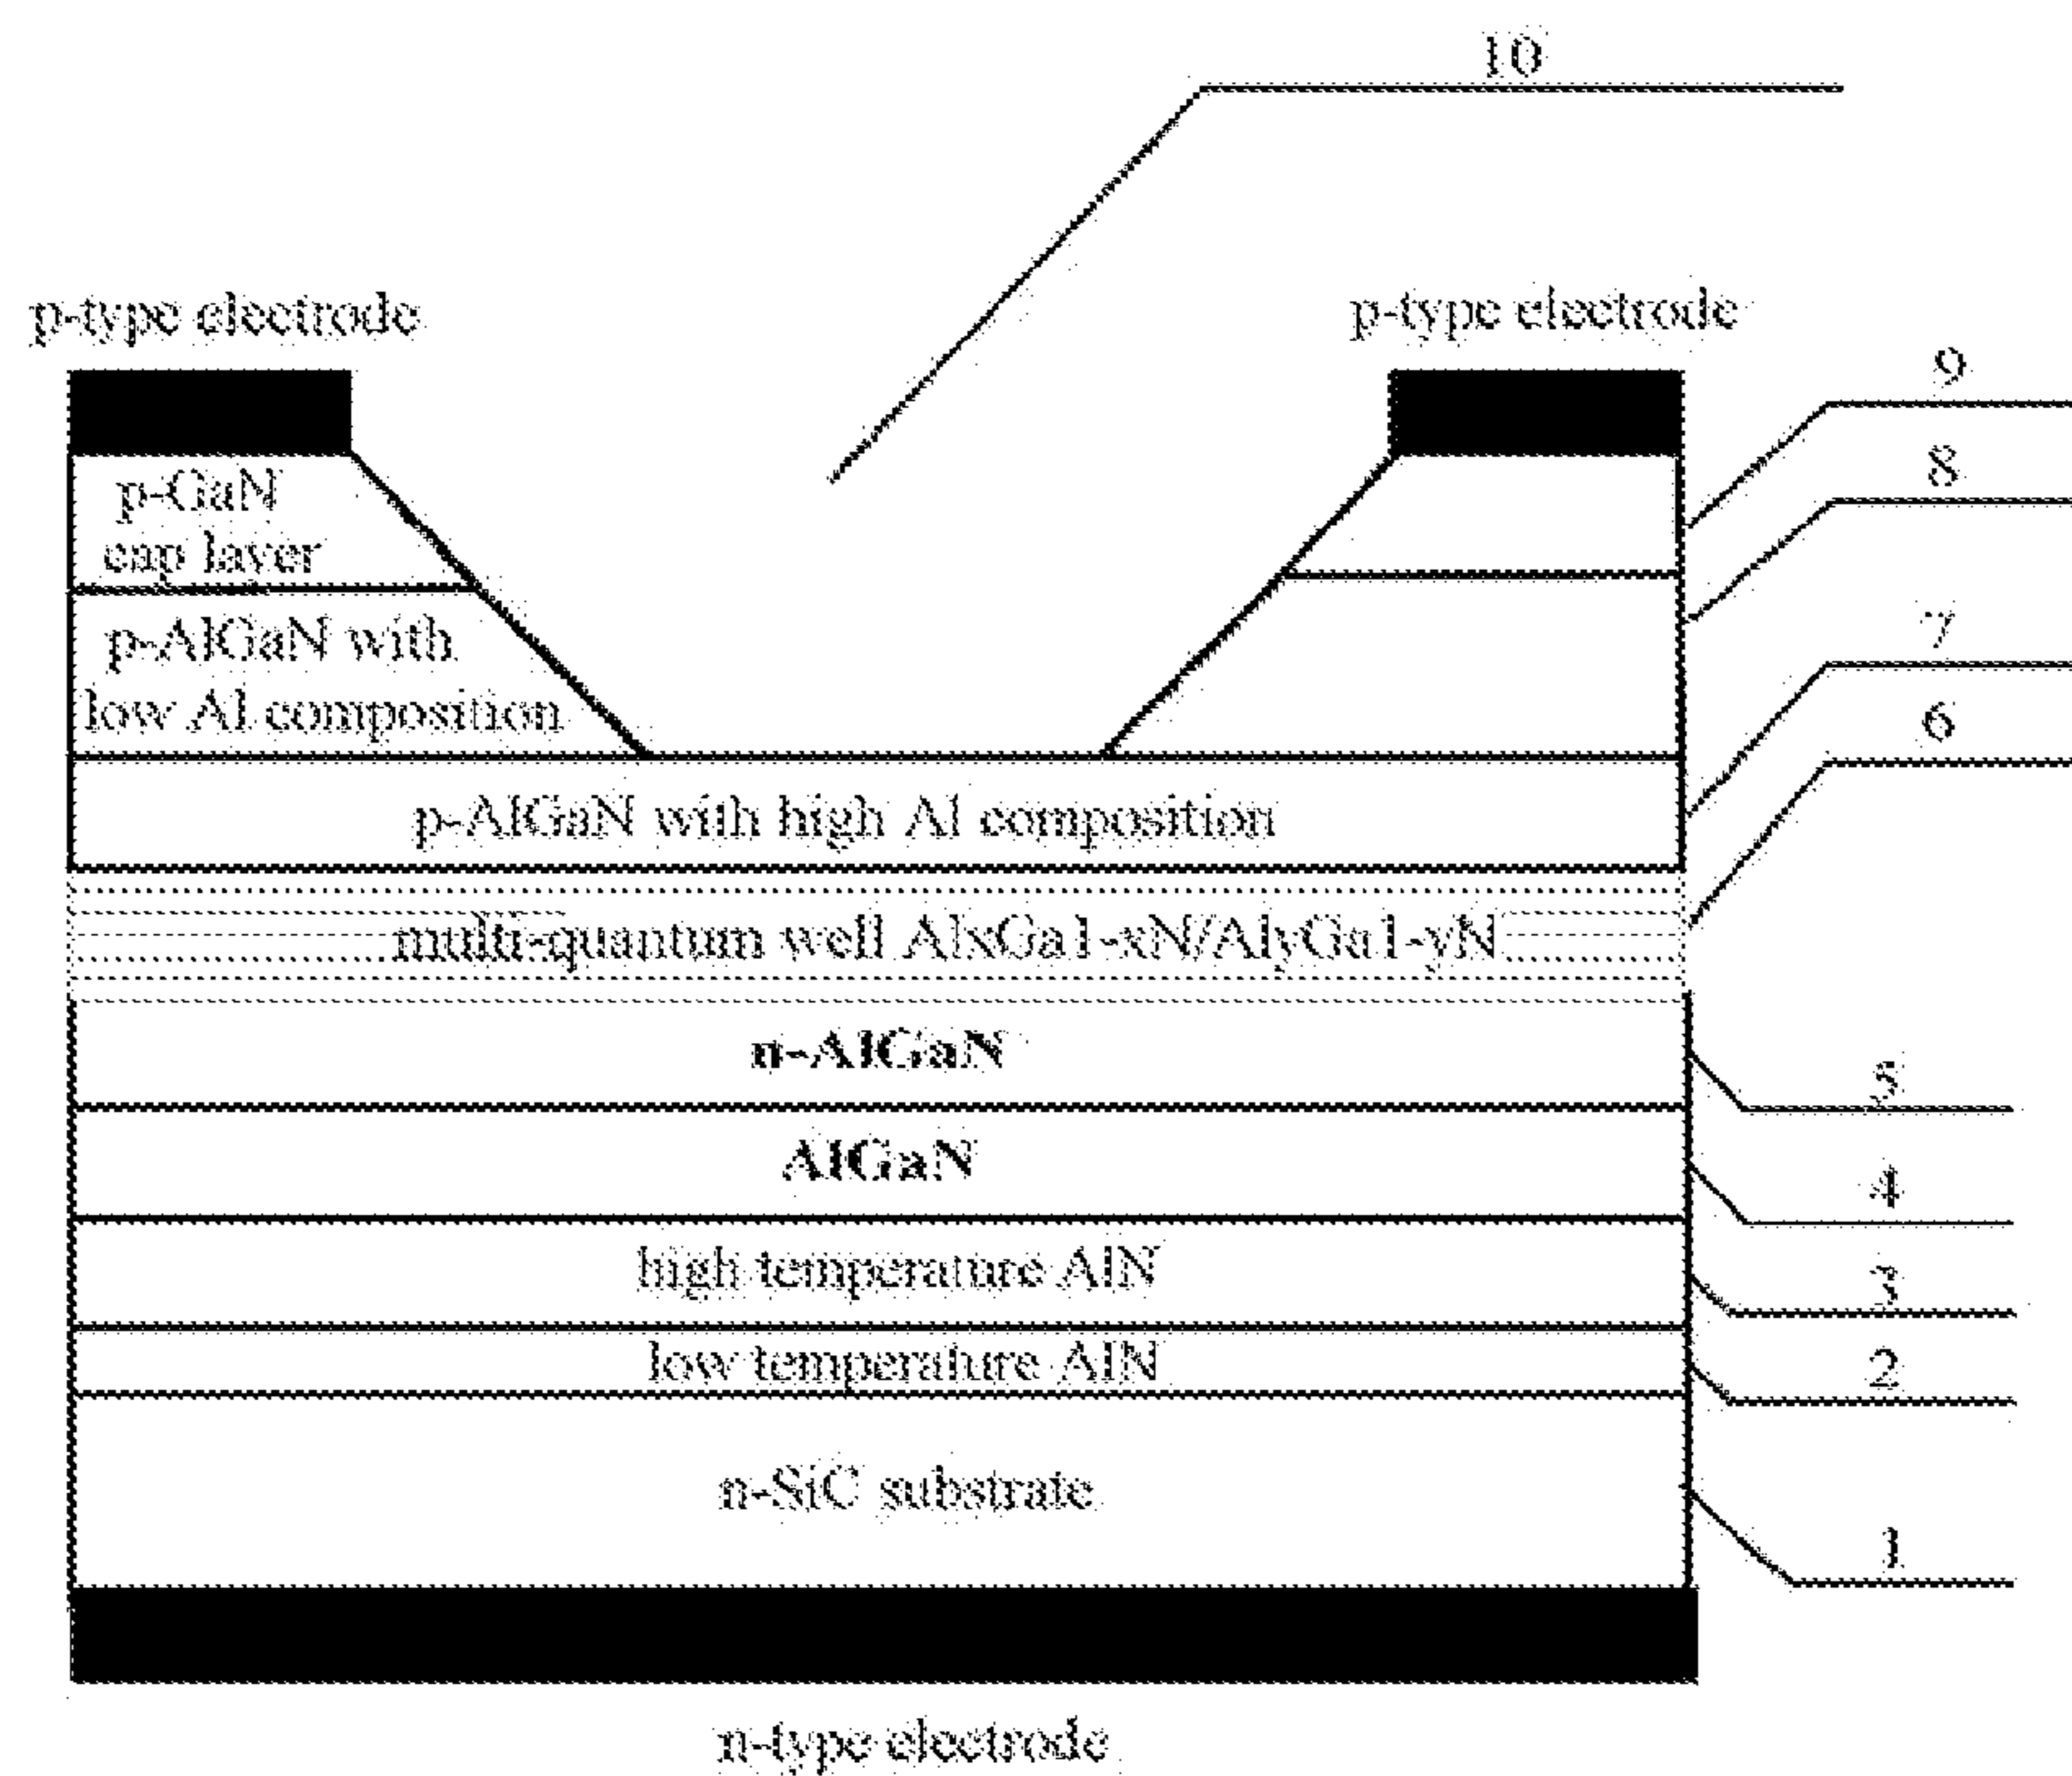 10
p-type electrode
p-type electrode
9
p-GaN
cap layer
8
p-AlGaN with
low Al composition
7
6
p-AlGaN with high Al composition
multi-quantum well AlxGa1-xN/AlyGa1-yN
n-AlGaN
5
AlGaN
4
high temperature AlN
3
low temperature AlN
2
n-SiC substrate
1
n-type electrode